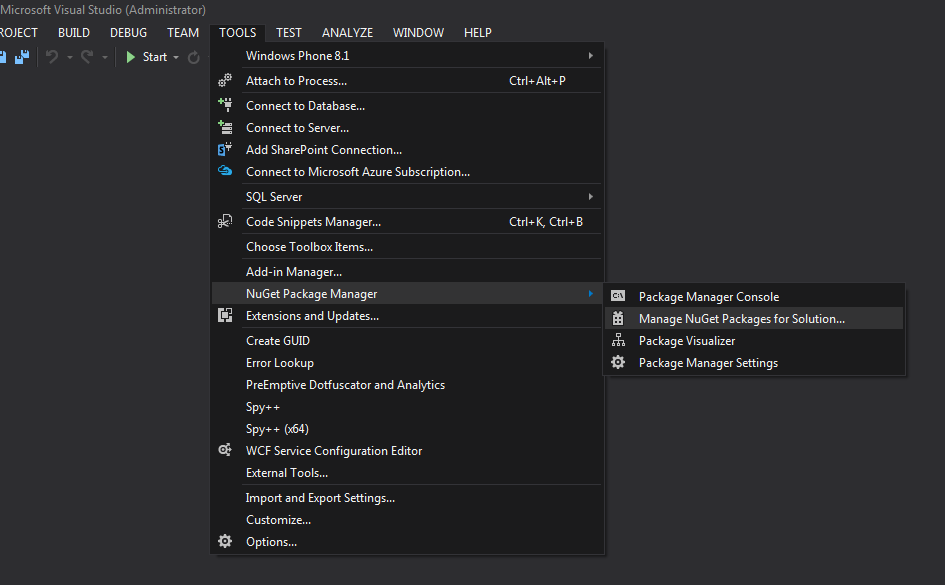 Microsoft Visual Studio (Administrator)
ROJECT BUILD DEBUG TEAM TOOLS TEST ANALYZE WINDOW HELP
Start
Windows Phone 8.1
Attach to Process... Ctrl+Alt+P
Connect to Database...
Connect to Server...
Add SharePoint Connection...
Connect to Microsoft Azure Subscription...
SQL Server
Code Snippets Manager... Ctrl+K, Ctrl+B
Choose Toolbox Items...
Add-in Manager...
NuGet Package Manager
Extensions and Updates...
Create GUID
Error Lookup
PreEmptive Dotfuscator and Analytics
Spy++
Spy++ (x64)
WCF Service Configuration Editor
External Tools...
Import and Export Settings...
Customize...
Options...
Package Manager Console
Manage NuGet Packages for Solution...
Package Visualizer
Package Manager Settings